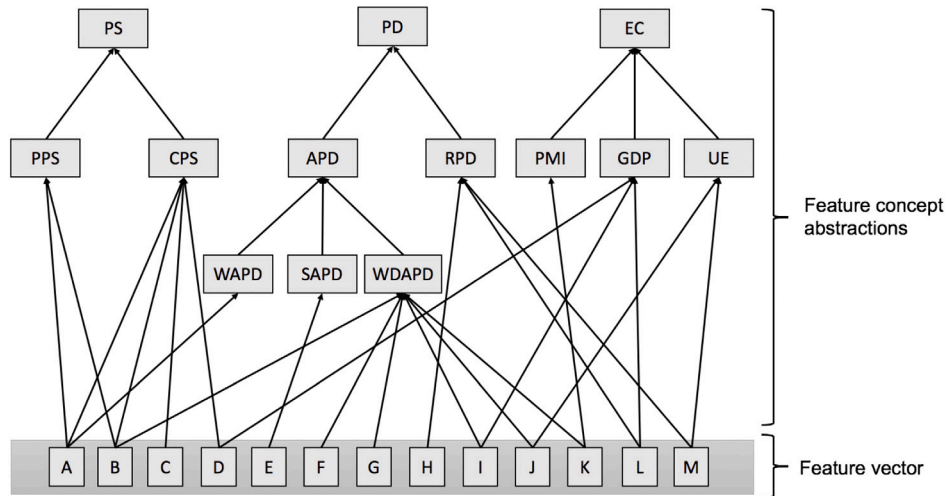 PS
PD
EC
PPS
CPS
APD
RPD
PMI
GDP
UE
Feature concept
abstractions
WAPD
SAPD
WDAPD
A
B
C
D
E
F
G
H
I
J
K
L
M
Feature vector